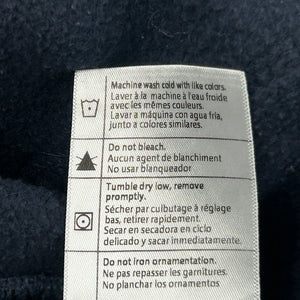 Machine wash cold with like colors.
Laver à la machine à l'eau froide
avec les mêmes couleurs.
Lavar a máquina con agua fria,
junto a colores similares.
Do not bleach.
Aucun agent de blanchiment
No usar blanqueador
Tumble dry low, remove
promptly.
Sécher par culbutage à réglage
bas, retirer rapidement.
Secar en secadora en ciclo
delicado y sacar inmediatamente.
Do not iron ornamentation.
Ne pas repasser les garnitures.
No planchar los ornamentos